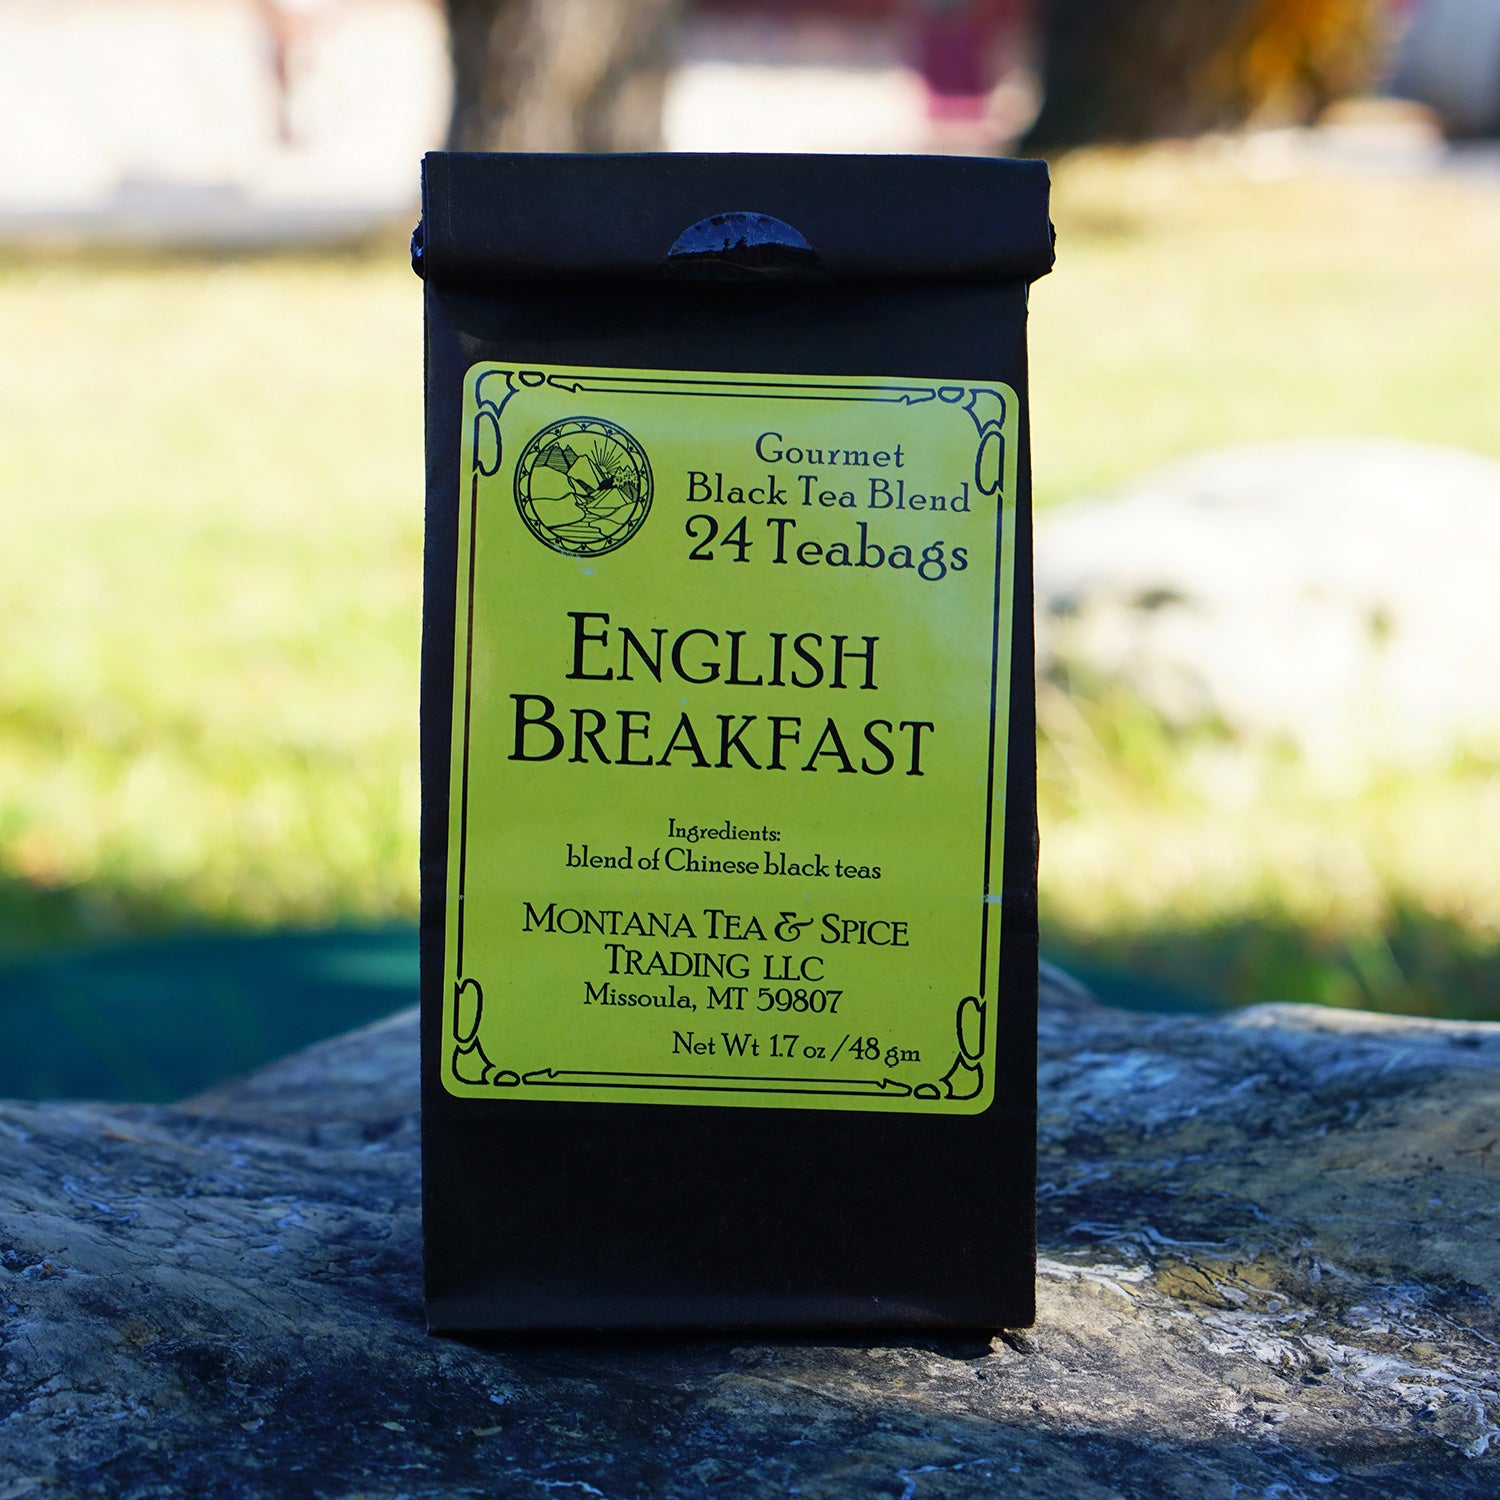 Gourmet
Black Tea Blend
24 Teabags
ENGLISH
BREAKFAST
Ingredients:
blend of Chinese black teas
MONTANA TEA & SPICE
TRADING LLC
Missoula, MT 59807
Net Wt 1.7 oz / 48 gm